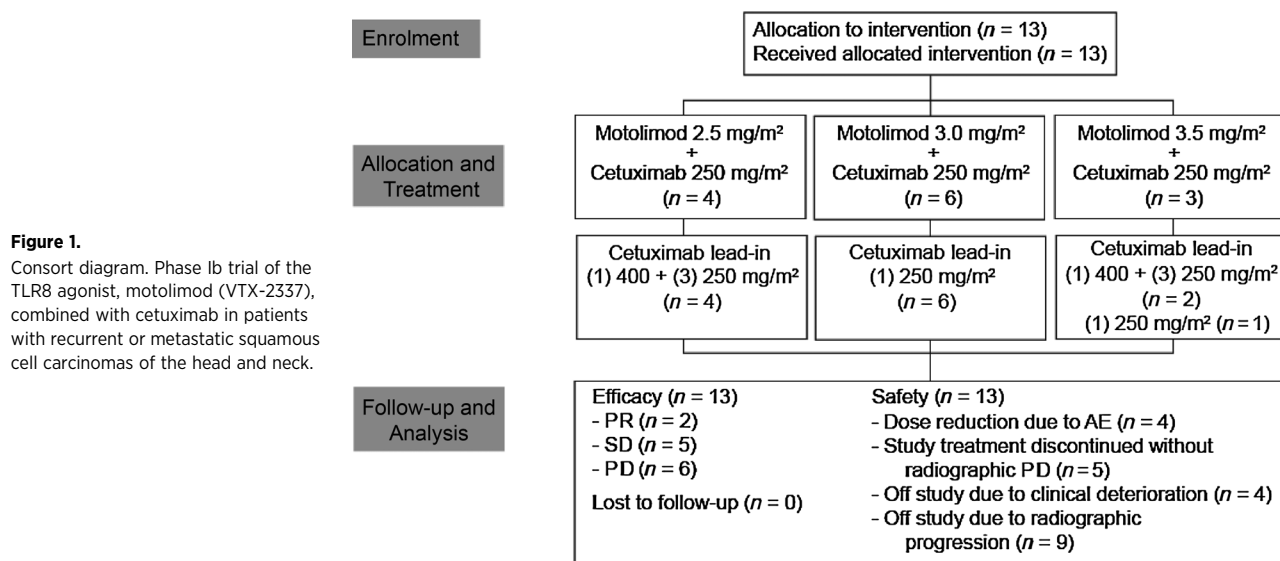 Enrolment
Allocation to intervention (n = 13)
Received allocated intervention (n = 13)
Allocation and
Treatment
Motolimod 2.5 mg/m²
+
Cetuximab 250 mg/m²
(n = 4)
Motolimod 3.0 mg/m²
+
Cetuximab 250 mg/m²
(n = 6)
Motolimod 3.5 mg/m²
+
Cetuximab 250 mg/m²
(n = 3)
Cetuximab lead-in
(1) 400 + (3) 250 mg/m²
(n = 4)
Cetuximab lead-in
(1) 250 mg/m²
(n = 6)
Cetuximab lead-in
(1) 400 + (3) 250 mg/m²
(n = 2)
(1) 250 mg/m² (n = 1)
Figure 1.
Consort diagram. Phase Ib trial of the
TLR8 agonist, motolimod (VTX-2337),
combined with cetuximab in patients
with recurrent or metastatic squamous
cell carcinomas of the head and neck.
Follow-up and
Analysis
Efficacy (n = 13)
- PR (n = 2)
- SD (n = 5)
- PD (n = 6)
Lost to follow-up (n = 0)
Safety (n = 13)
- Dose reduction due to AE (n = 4)
- Study treatment discontinued without
radiographic PD (n = 5)
- Off study due to clinical deterioration (n = 4)
- Off study due to radiographic
progression (n = 9)